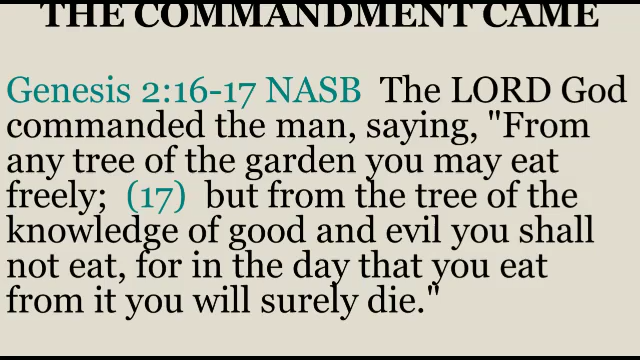 THE COMMANDMENT CAME
Genesis 2:16-17 NASB The LORD God
commanded the man, saying, "From
any tree of the garden you may eat
freely; (17) but from the tree of the
knowledge of good and evil you shall
not eat, for in the day that you eat
from it you will surely die."